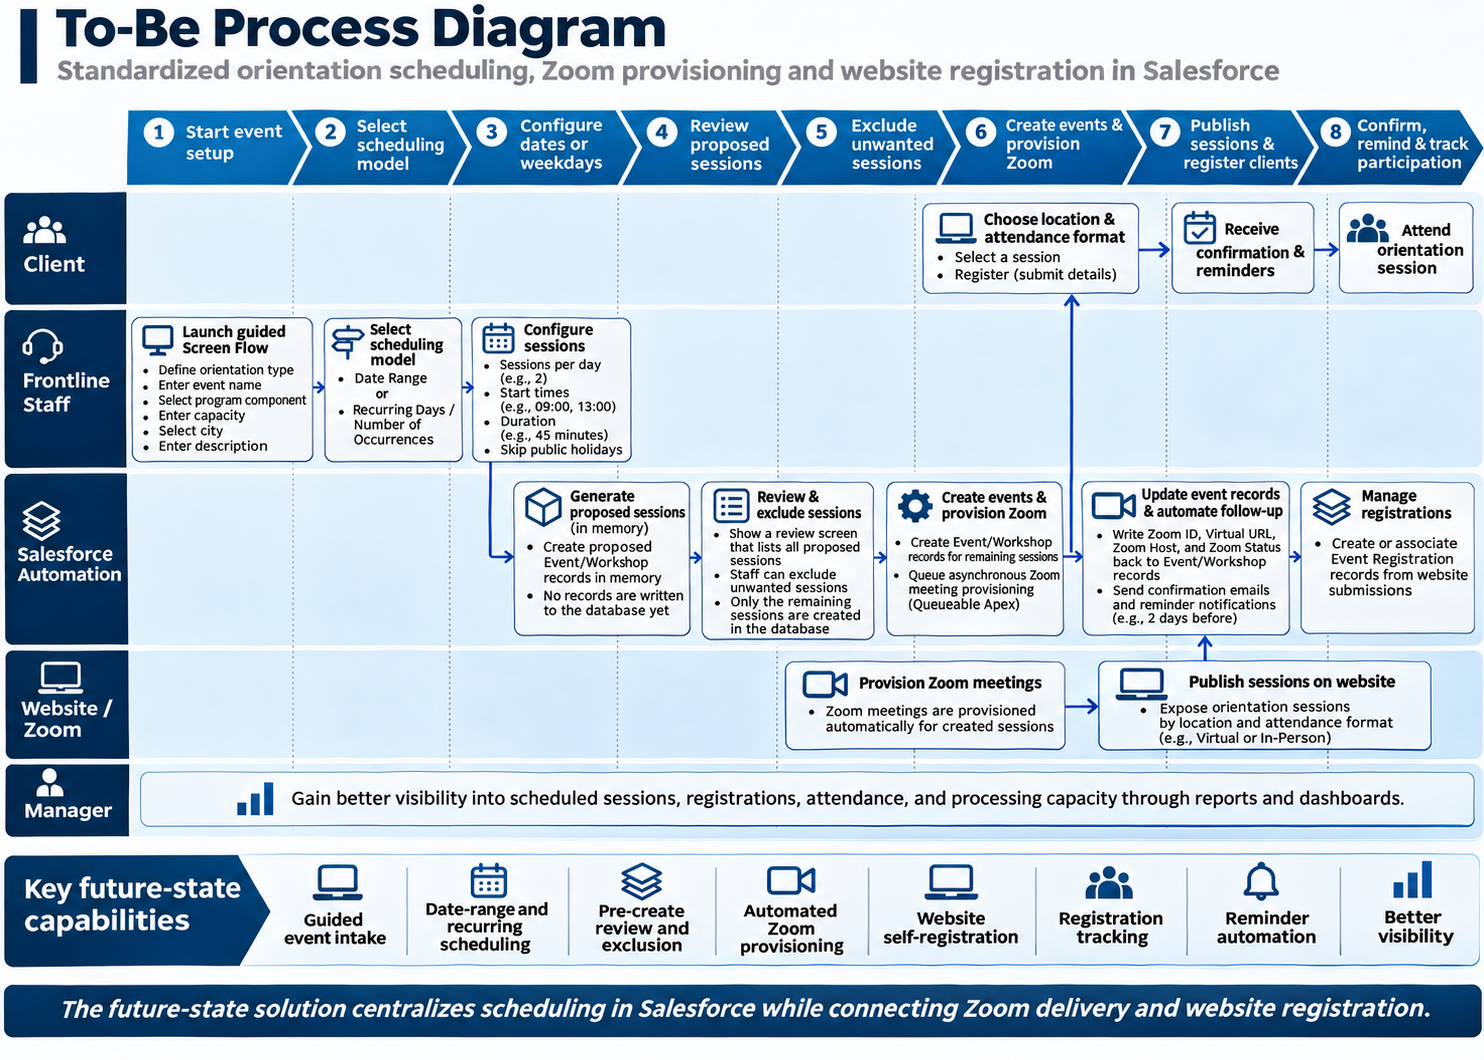 To-Be Process Diagram
Standardized orientation scheduling, Zoom provisioning and website registration in Salesforce
1 Start event
setup
2 Select
scheduling
model
3 Configure
dates or
weekdays
4 Review
proposed
sessions
5 Exclude
unwanted
sessions
6 Create events &
provision
Zoom
7 Publish
sessions &
register clients
8 Confirm,
remind & track
participation
Client
Choose location &
attendance format
• Select a session
• Register (submit details)
Receive
confirmation &
reminders
Attend
orientation
session
Frontline
Staff
Launch guided
Screen Flow
• Define orientation type
• Enter event name
• Select program component
• Enter capacity
• Select city
• Enter description
Select
scheduling
model
• Date Range
or
• Recurring Days /
Number of
Occurrences
Configure
sessions
• Sessions per day
(e.g., 2)
• Start times
(e.g., 09:00, 13:00)
• Duration
(e.g., 45 minutes)
• Skip public holidays
Salesforce
Automation
Generate
proposed sessions
(in memory)
• Create proposed
Event/Workshop
records in memory
• No records are written
to the database yet
Review &
exclude sessions
• Show a review screen
that lists all proposed
sessions
• Staff can exclude
unwanted sessions
• Only the remaining
sessions are created
in the database
Create events &
provision Zoom
• Create Event/Workshop
records for remaining sessions
• Queue asynchronous Zoom
meeting provisioning
(Queueable Apex)
Update event records
& automate follow-up
• Write Zoom ID, Virtual URL,
Zoom Host, and Zoom Status
back to Event/Workshop
records
• Send confirmation emails
and reminder notifications
(e.g., 2 days before)
Manage
registrations
• Create or associate
Event Registration
records from website
submissions
Website /
Zoom
Provision Zoom meetings
• Zoom meetings are provisioned
automatically for created sessions
Publish sessions on website
• Expose orientation sessions
by location and attendance format
(e.g., Virtual or In-Person)
Manager
Gain better visibility into scheduled sessions, registrations, attendance, and processing capacity through reports and dashboards.
Key future-state
capabilities
Guided
event intake
Date-range and
recurring
scheduling
Pre-create
review and
exclusion
Automated
Zoom
provisioning
Website
self-registration
Registration
tracking
Reminder
automation
Better
visibility
The future-state solution centralizes scheduling in Salesforce while connecting Zoom delivery and website registration.